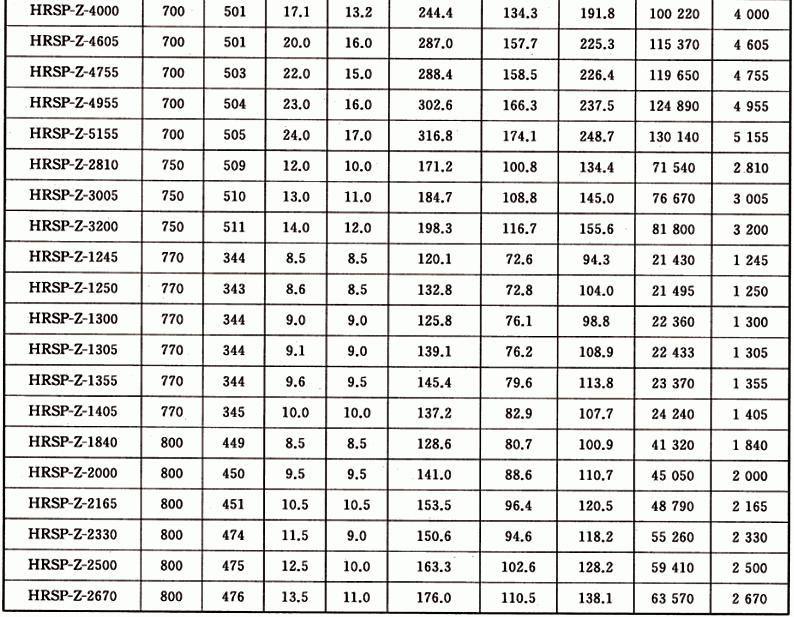 HRSP-Z-4000 700 501 17.1 13.2 244.4 134.3 191.8 100 220 4 000
HRSP-Z-4605 700 501 20.0 16.0 287.0 157.7 225.3 115 370 4 605
HRSP-Z-4755 700 503 22.0 15.0 288.4 158.5 226.4 119 650 4 755
HRSP-Z-4955 700 504 23.0 16.0 302.6 166.3 237.5 124 890 4 955
HRSP-Z-5155 700 505 24.0 17.0 316.8 174.1 248.7 130 140 5 155
HRSP-Z-2810 750 509 12.0 10.0 171.2 100.8 134.4 71 540 2 810
HRSP-Z-3005 750 510 13.0 11.0 184.7 108.8 145.0 76 670 3 005
HRSP-Z-3200 750 511 14.0 12.0 198.3 116.7 155.6 81 800 3 200
HRSP-Z-1245 770 344 8.5 8.5 120.1 72.6 94.3 21 430 1 245
HRSP-Z-1250 770 343 8.6 8.5 132.8 72.8 104.0 21 495 1 250
HRSP-Z-1300 770 344 9.0 9.0 125.8 76.1 98.8 22 360 1 300
HRSP-Z-1305 770 344 9.1 9.0 139.1 76.2 108.9 22 433 1 305
HRSP-Z-1355 770 344 9.6 9.5 145.4 79.6 113.8 23 370 1 355
HRSP-Z-1405 770 345 10.0 10.0 137.2 82.9 107.7 24 240 1 405
HRSP-Z-1840 800 449 8.5 8.5 128.6 80.7 100.9 41 320 1 840
HRSP-Z-2000 800 450 9.5 9.5 141.0 88.6 110.7 45 050 2 000
HRSP-Z-2165 800 451 10.5 10.5 153.5 96.4 120.5 48 790 2 165
HRSP-Z-2330 800 474 11.5 9.0 150.6 94.6 118.2 55 260 2 330
HRSP-Z-2500 800 475 12.5 10.0 163.3 102.6 128.2 59 410 2 500
HRSP-Z-2670 800 476 13.5 11.0 176.0 110.5 138.1 63 570 2 670